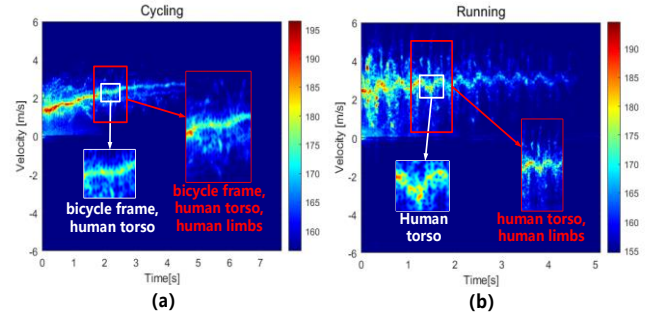 Cycling
6
4
2
0
-2
-4
-6
Velocity [m/s]
0 1 2 3 4 5 6 7
Time[s]
195
190
185
180
175
170
165
160
bicycle frame,
human torso
bicycle frame,
human torso,
human limbs
(a)
Running
6
4
2
0
-2
-4
-6
Velocity [m/s]
0 1 2 3 4 5
Time[s]
190
185
180
175
170
165
160
155
Human
torso
human torso,
human limbs
(b)